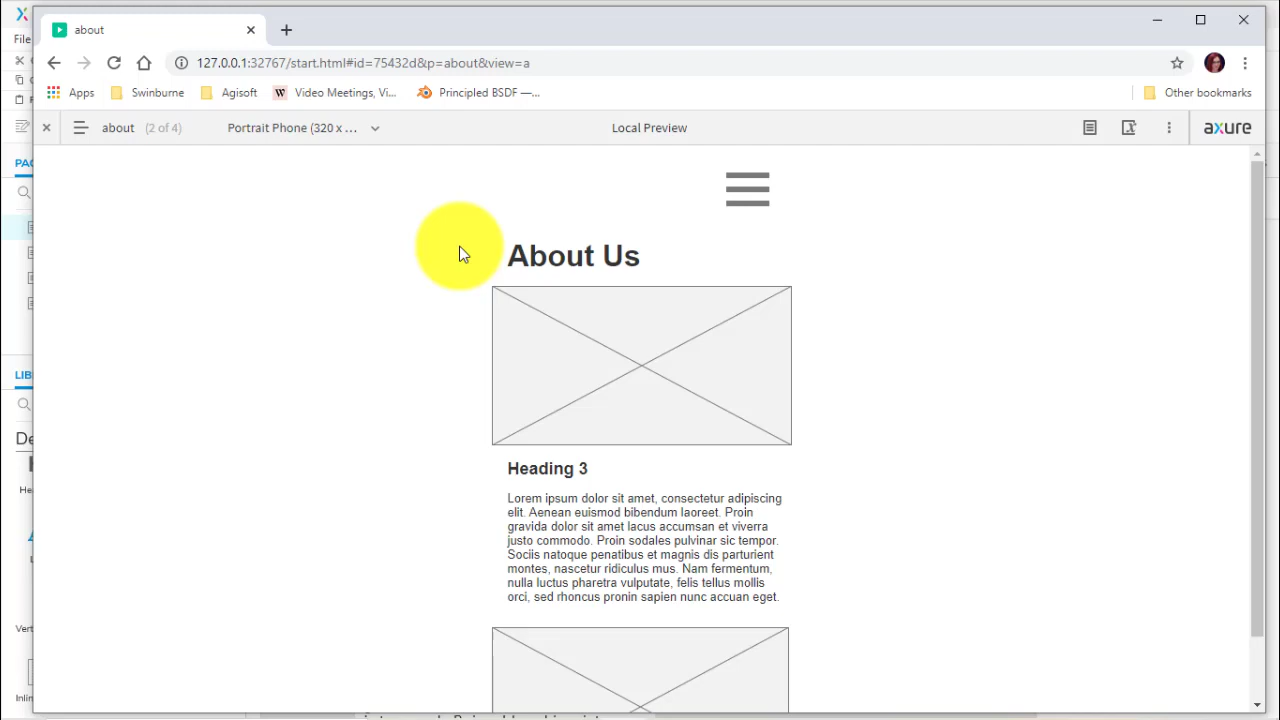 about
File
127.0.0.1:32767/start.html#id=75432d&p=about&view=a
Apps
Swinburne
Agisoft
Video Meetings, Vi...
Principled BSDF —...
Other bookmarks
about (2 of 4)
Portrait Phone (320 x ...
Local Preview
axure
About Us
Heading 3
Lorem ipsum dolor sit amet, consectetur adipiscing
elit. Aenean euismod bibendum laoreet. Proin
gravida dolor sit amet lacus accumsan et viverra
justo commodo. Proin sodales pulvinar sic tempor.
Sociis natoque penatibus et magnis dis parturient
montes, nascetur ridiculus mus. Nam fermentum,
nulla luctus pharetra vulputate, felis tellus mollis
orci, sed rhoncus pronin sapien nunc accuan eget.